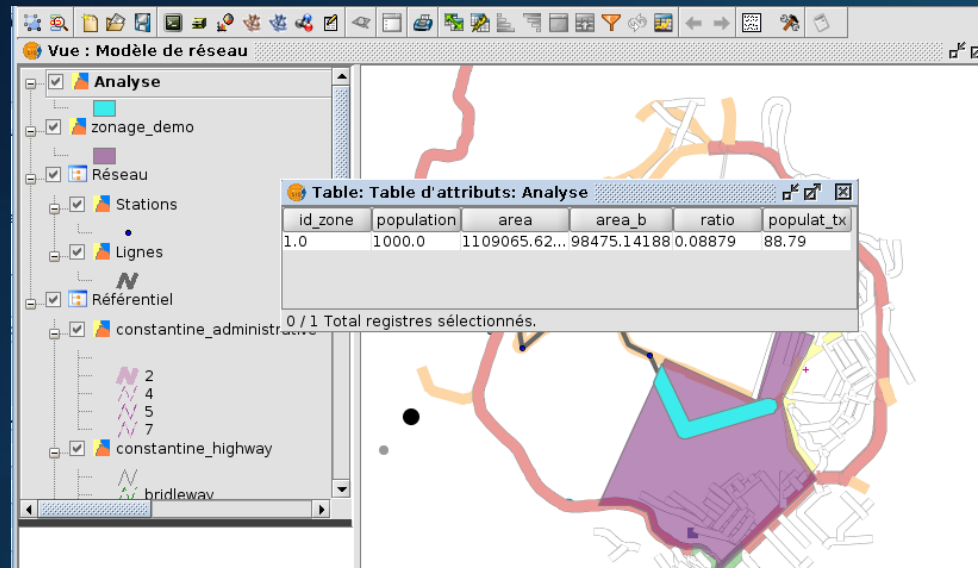 Vue : Modèle de réseau
Analyse
zonage_demo
Réseau
Stations
Lignes
Référentiel
constantine_administrative
2
4
5
7
constantine_highway
bridleway
Table: Table d'attributs: Analyse
id_zone population area area_b ratio populat_tx
1.0 1000.0 1109065.62... 98475.14188 0.08879 88.79
0 / 1 Total registres sélectionnés.